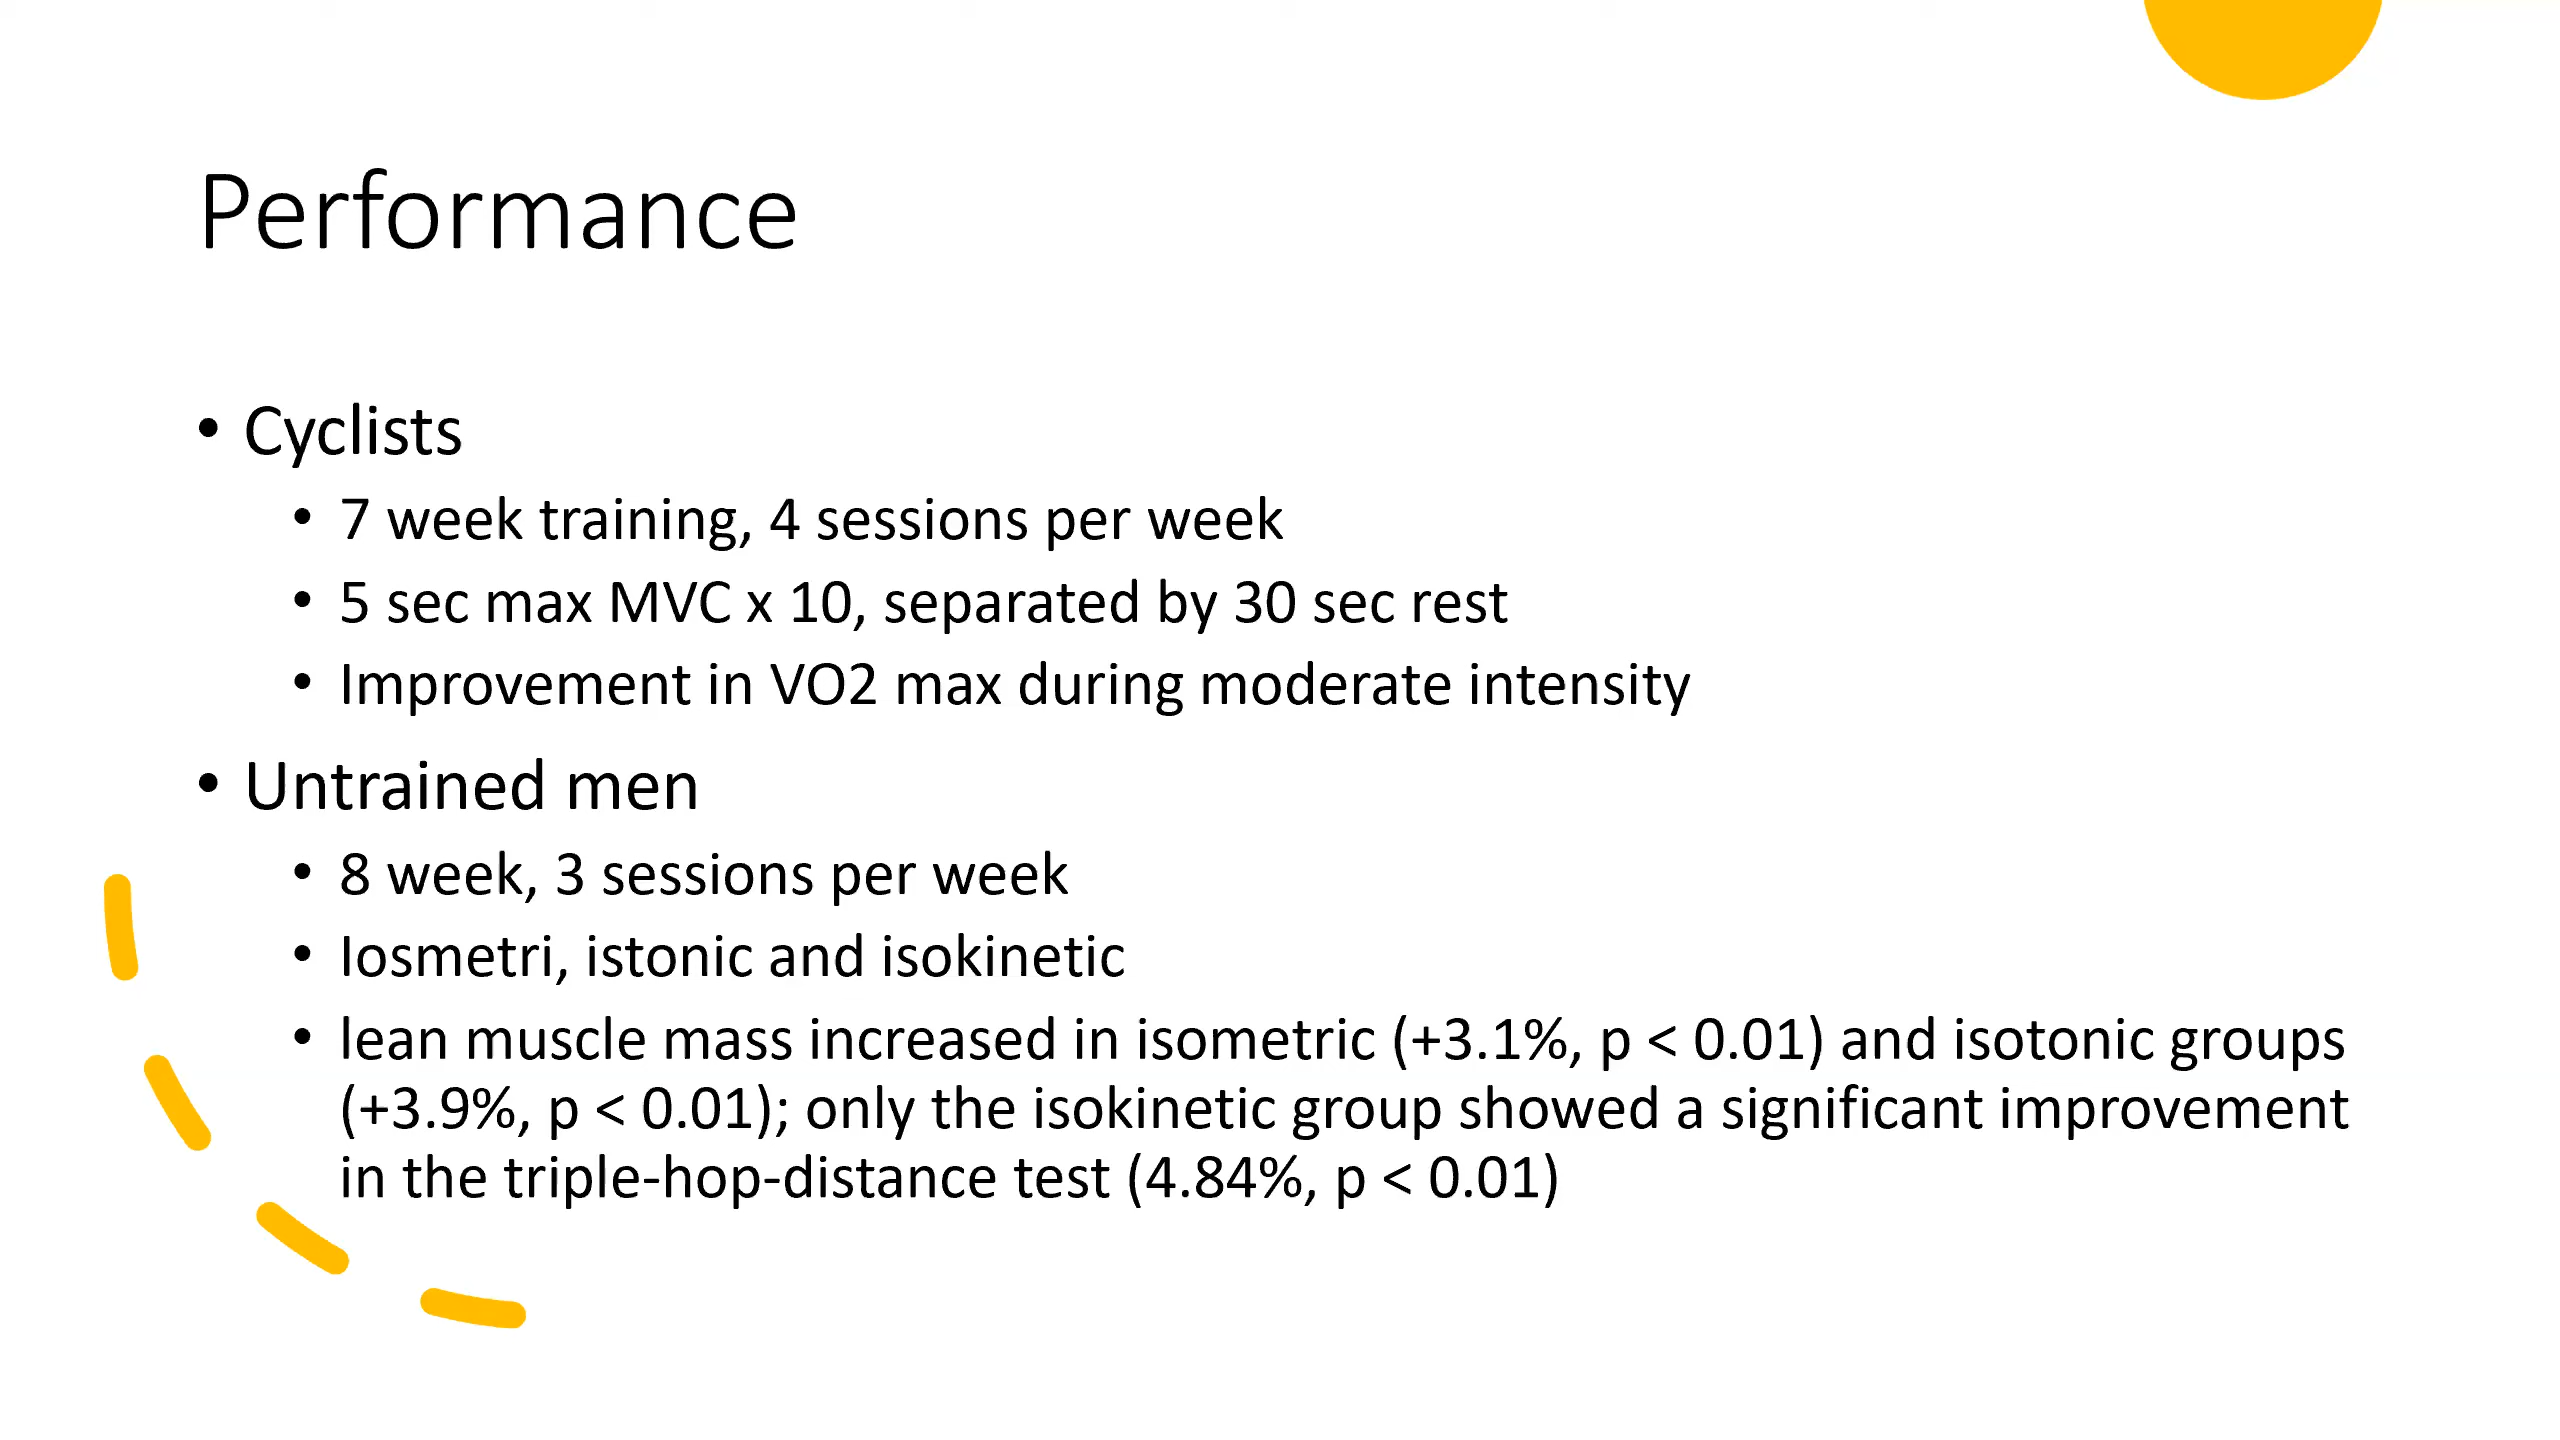 Performance
• Cyclists
• 7 week training, 4 sessions per week
• 5 sec max MVC x 10, separated by 30 sec rest
• Improvement in VO2 max during moderate intensity
• Untrained men
• 8 week, 3 sessions per week
• Iosmetri, istonic and isokinetic
• lean muscle mass increased in isometric (+3.1%, p < 0.01) and isotonic groups
(+3.9%, p < 0.01); only the isokinetic group showed a significant improvement
in the triple-hop-distance test (4.84%, p < 0.01)